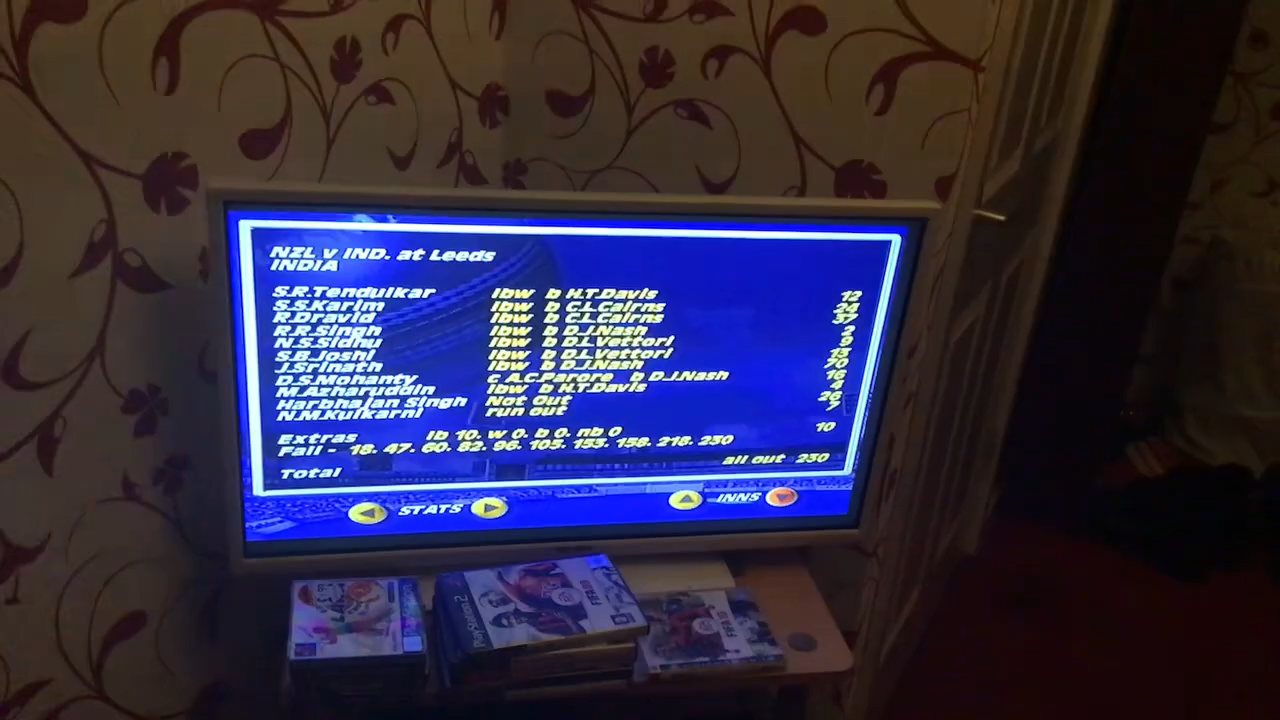 NZL v IND. at Leeds
INDIA
S.R.Tendulkar lbw b H.T.Davis 12
S.S.Karim lbw b C.L.Cairns 24
R.Dravid lbw b C.L.Cairns 37
R.R.Singh lbw b D.J.Nash 2
N.S.Sidhu lbw b D.L.Vettori 9
S.B.Joshi lbw b D.L.Vettori 13
J.Srinath lbw b D.J.Nash 70
D.S.Mohanty c A.C.Parore b D.J.Nash 16
M.Azharuddin lbw b H.T.Davis 4
Harbhajan Singh Not Out 26
N.M.Kulkarni run out 7
Extras lb 10. w 0. b 0. nb 0 10
Fall - 18. 47. 60. 82. 96. 105. 153. 158. 218. 230
Total all out 230
STATS INNS
PlayStation 2
FIFA
FIFA